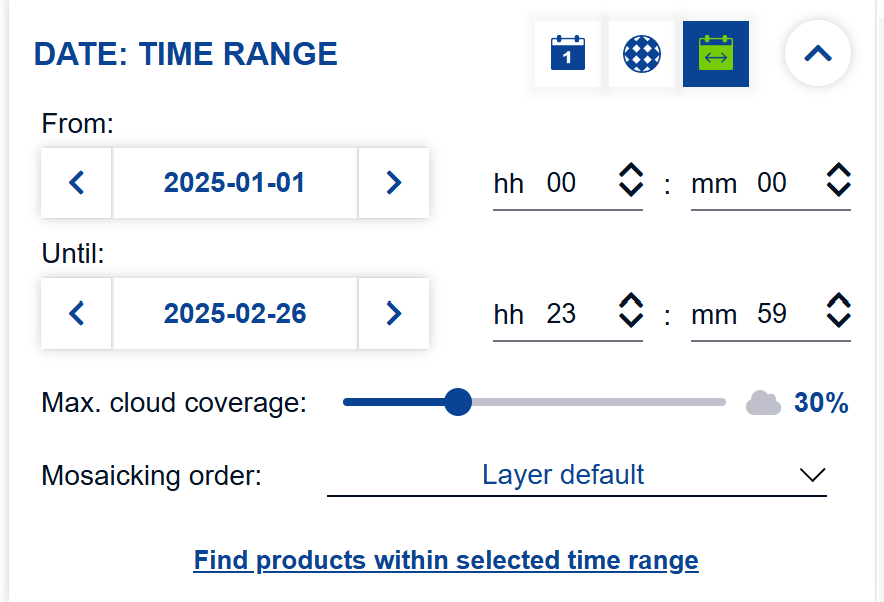 DATE: TIME RANGE
1
From:
2025-01-01 hh 00 : mm 00
Until:
2025-02-26 hh 23 : mm 59
Max. cloud coverage: 30%
Mosaicking order: Layer default
Find products within selected time range